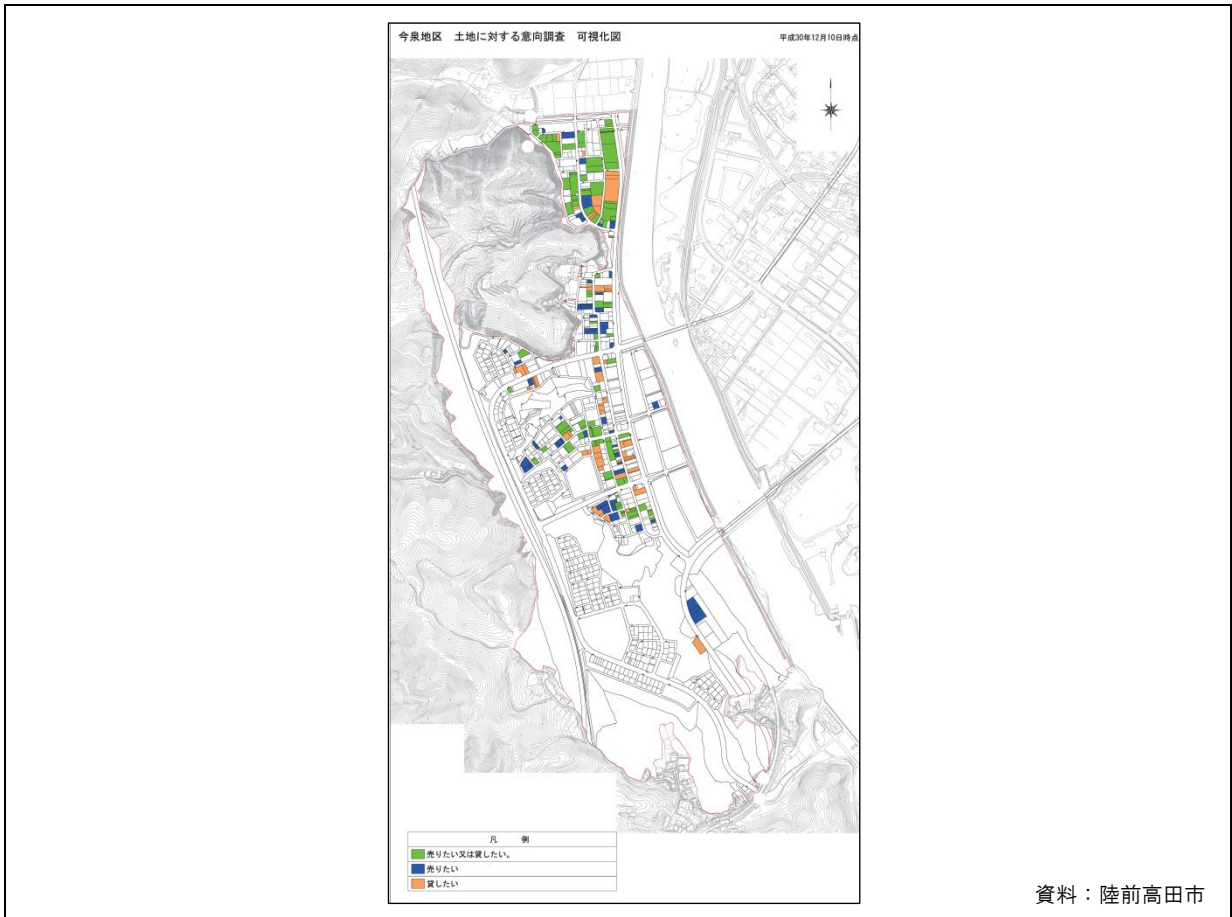 今泉地区 土地に対する意向調査 可視化図
平成30年12月10日時点
凡 例
売りたい又は貸したい。
売りたい
貸したい
資料：陸前高田市